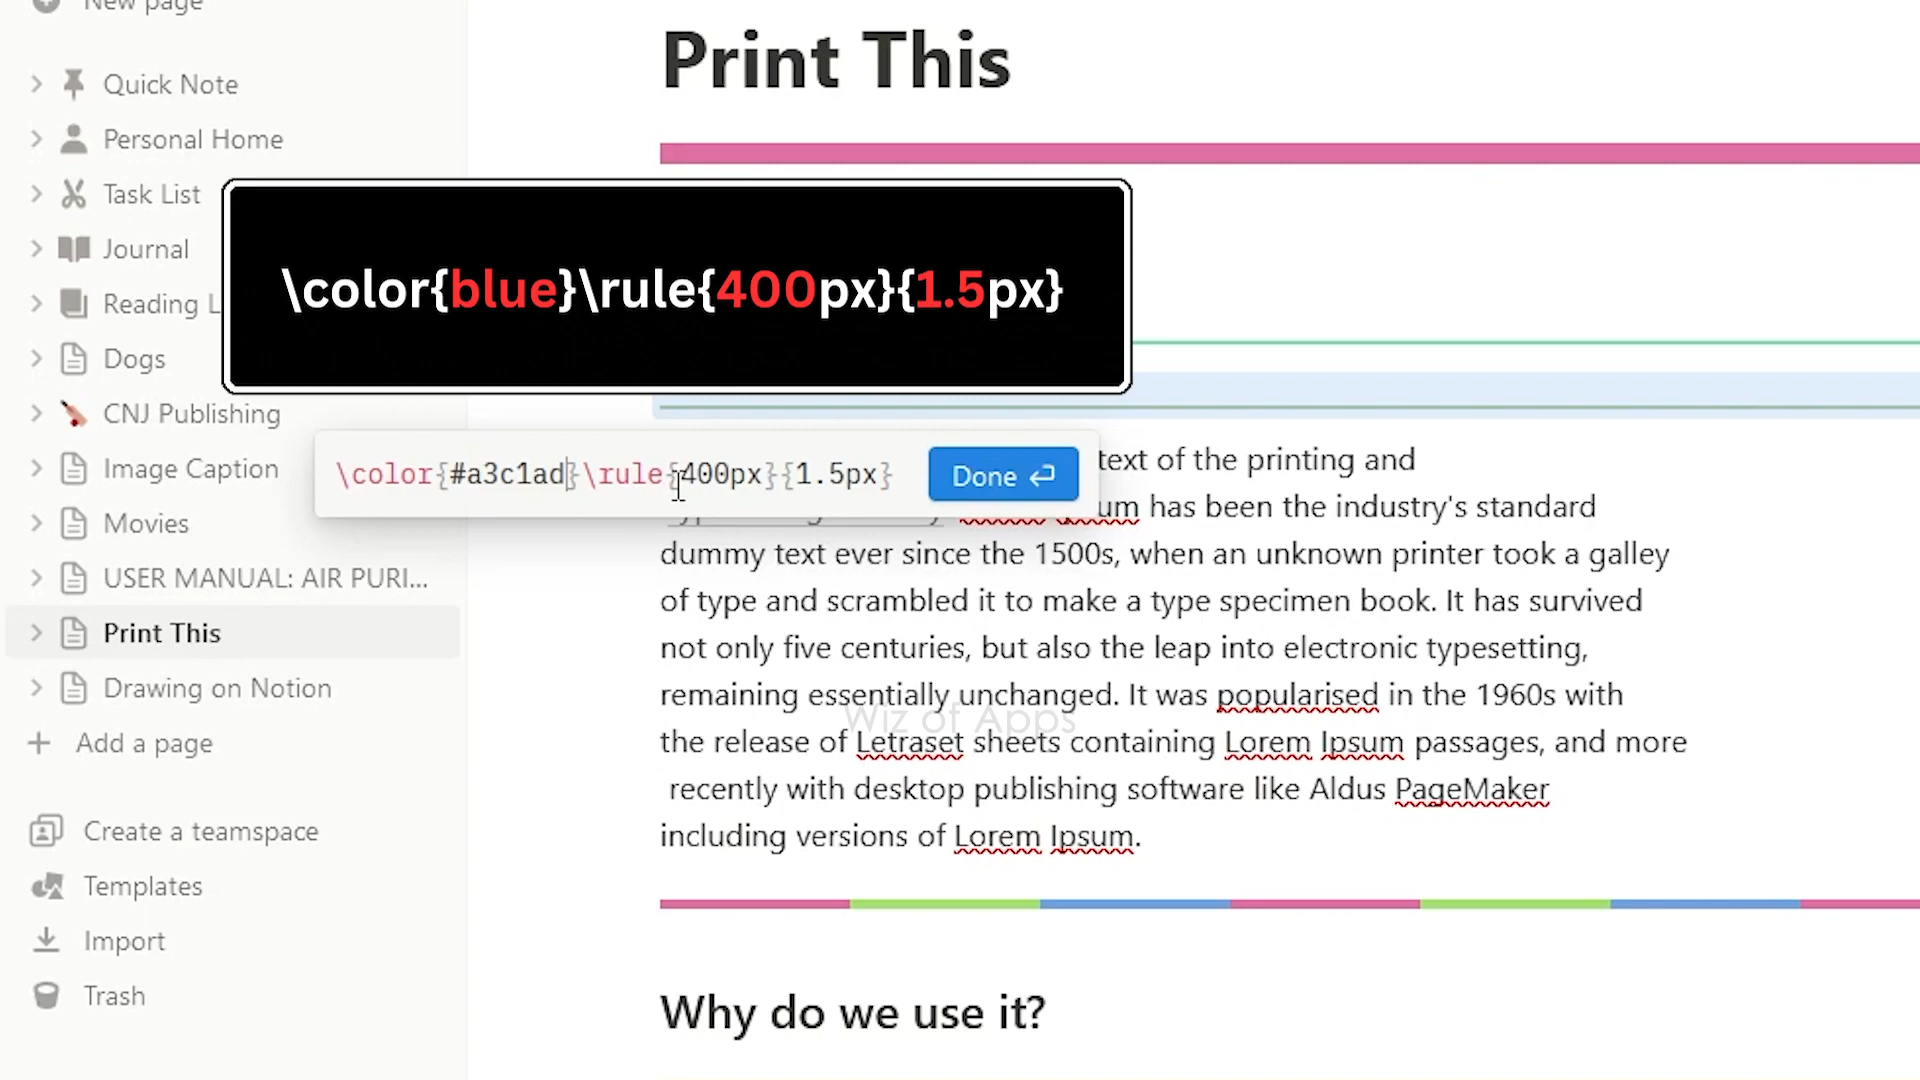 New page
Quick Note
Personal Home
Task List
Journal
Reading L
Dogs
CNJ Publishing
Image Caption
Movies
USER MANUAL: AIR PURI...
Print This
Drawing on Notion
Add a page
Create a teamspace
Templates
Import
Trash
Print This
\color{blue}\rule{400px}{1.5px}
\color{#a3c1ad}\rule{400px}{1.5px}
Done
text of the printing and
um has been the industry's standard
dummy text ever since the 1500s, when an unknown printer took a galley
of type and scrambled it to make a type specimen book. It has survived
not only five centuries, but also the leap into electronic typesetting,
remaining essentially unchanged. It was popularised in the 1960s with
Wiz of Apps
the release of Letraset sheets containing Lorem Ipsum passages, and more
recently with desktop publishing software like Aldus PageMaker
including versions of Lorem Ipsum.
Why do we use it?